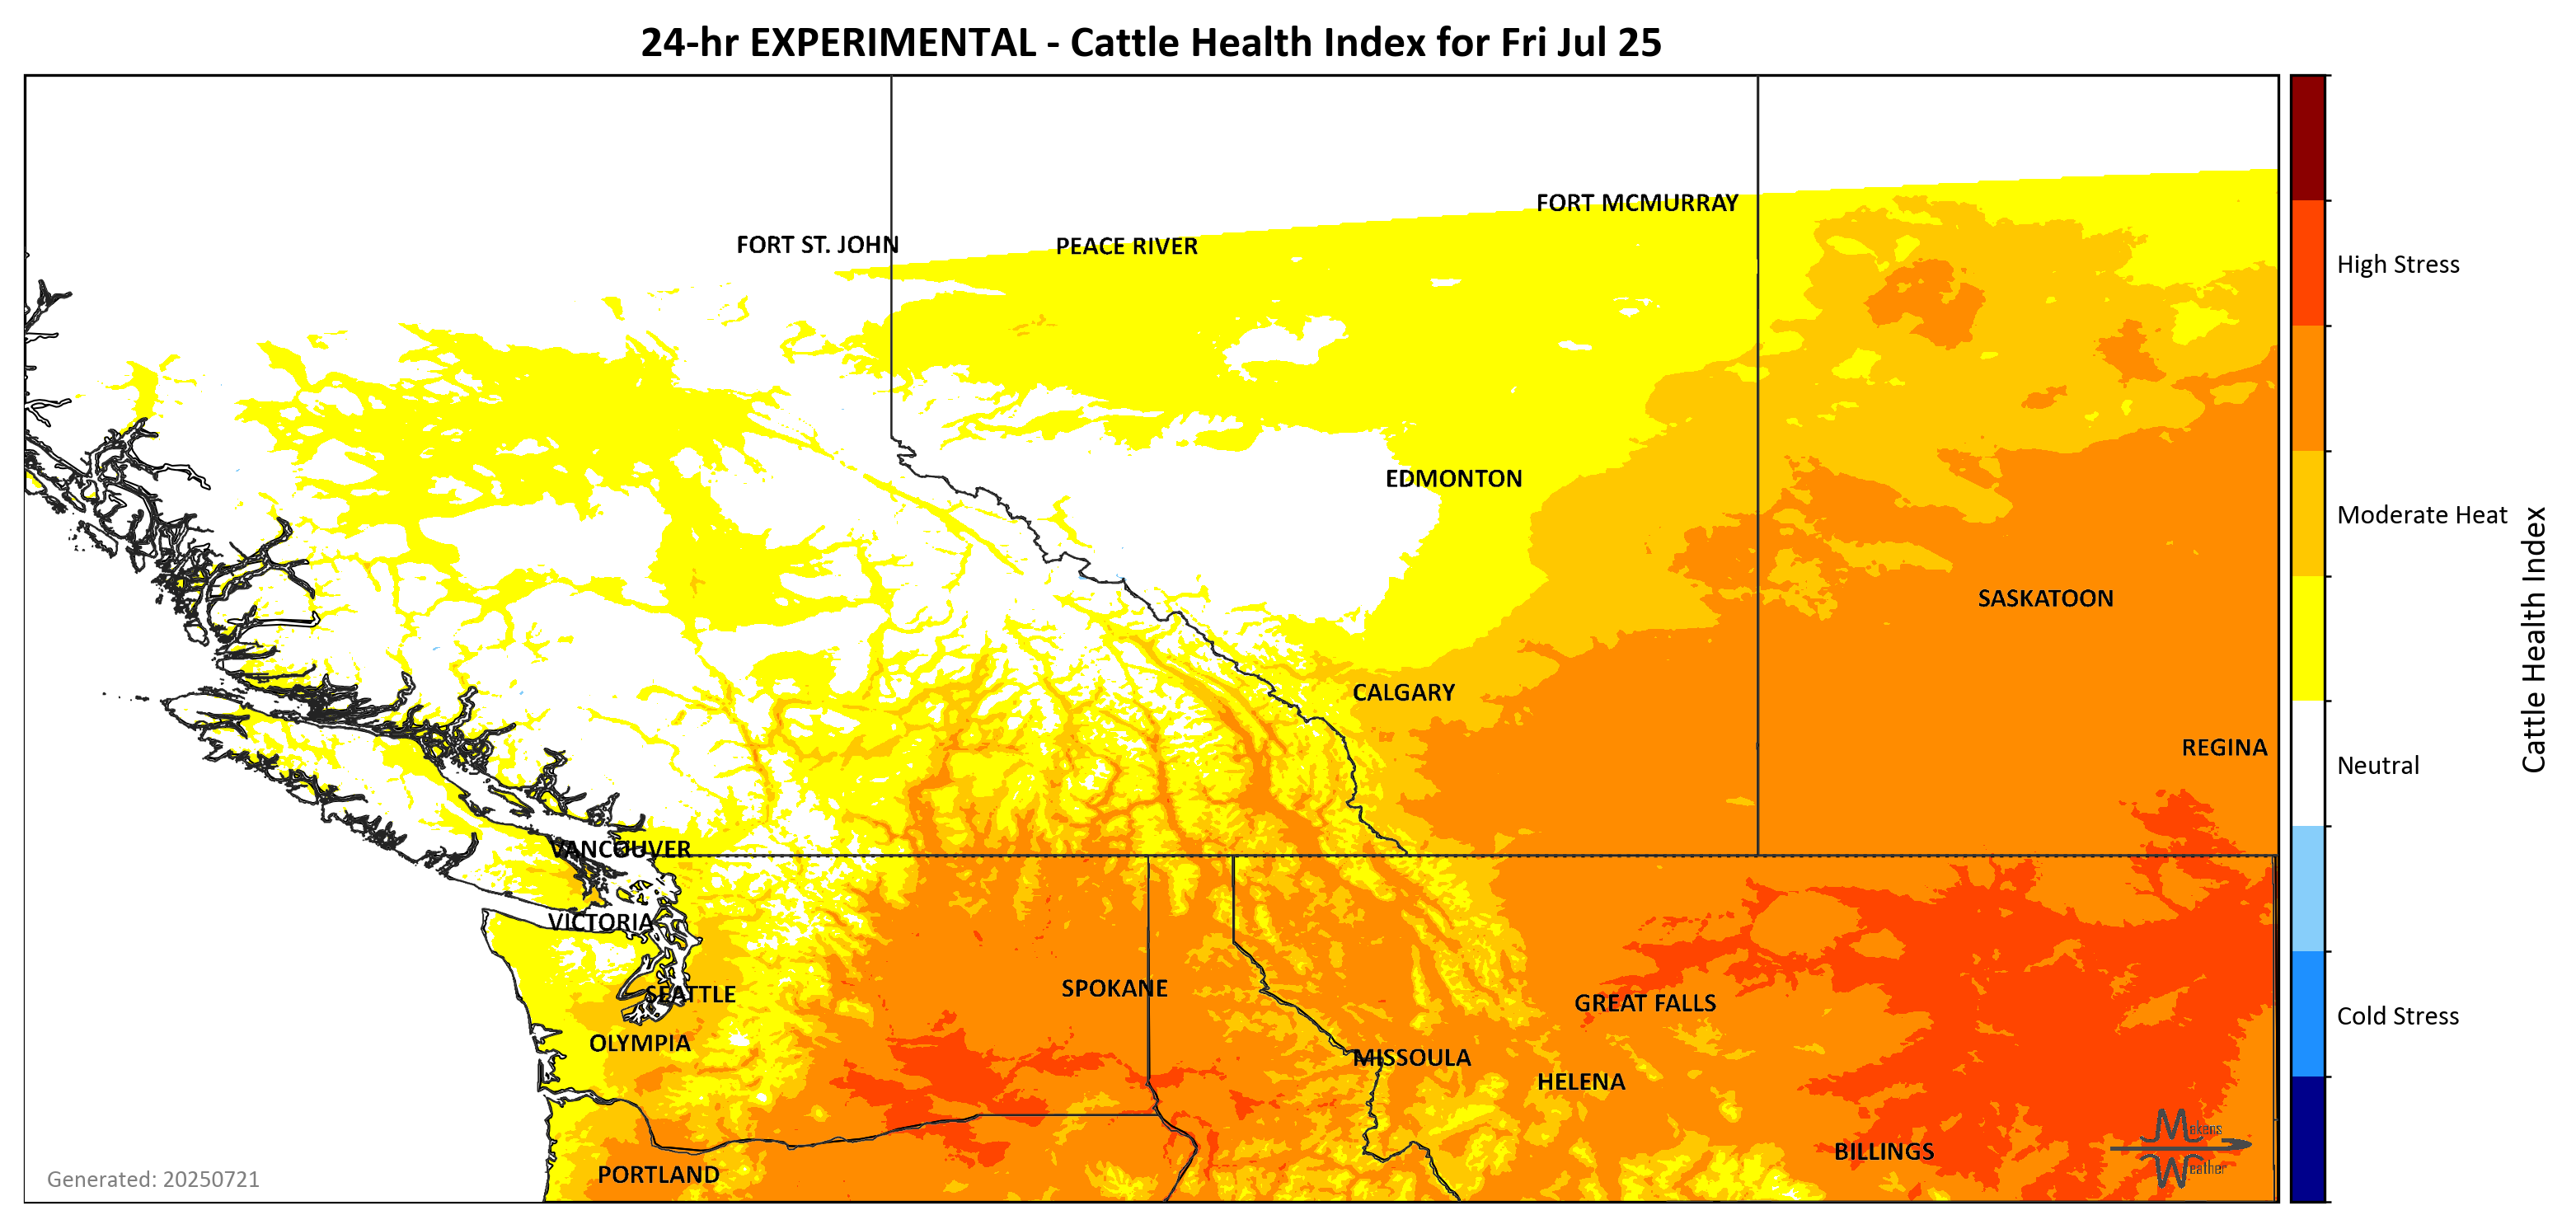 24-hr EXPERIMENTAL - Cattle Health Index for Fri Jul 25
FORT MCMURRAY
FORT ST. JOHN
PEACE RIVER
High Stress
EDMONTON
Moderate Heat
SASKATOON
CALGARY
REGINA
Neutral
Cattle Health Index
VANCOUVER
VICTORIA
SPOKANE
SEATTLE
GREAT FALLS
Cold Stress
OLYMPIA
MISSOULA
HELENA
Makens
Weather
BILLINGS
PORTLAND
Generated: 20250721